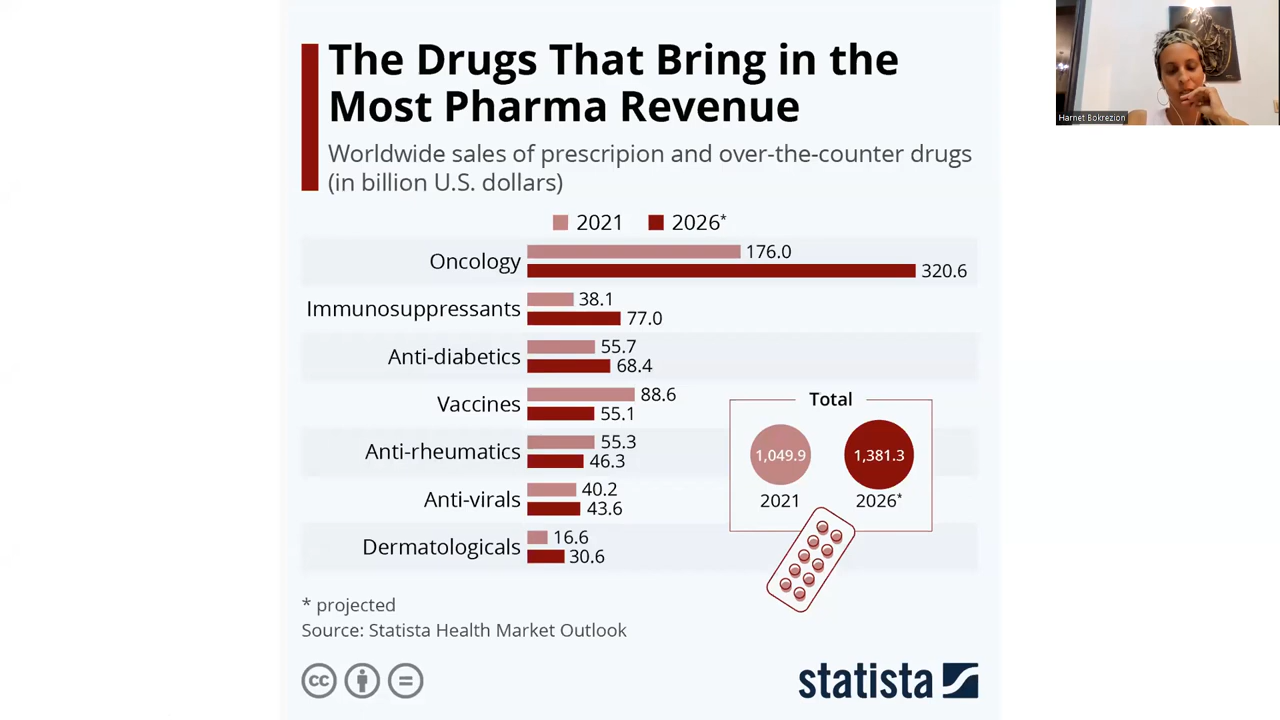 The Drugs That Bring in the
Most Pharma Revenue
Worldwide sales of prescripion and over-the-counter drugs
(in billion U.S. dollars)
2021 2026*
Oncology 176.0
320.6
Immunosuppressants 38.1
77.0
Anti-diabetics 55.7
68.4
Vaccines 88.6
55.1
Anti-rheumatics 55.3
46.3
Anti-virals 40.2
43.6
Dermatologicals 16.6
30.6
Total
1,049.9 1,381.3
2021 2026*
* projected
Source: Statista Health Market Outlook
cc
statista
Harnet Bokrezion